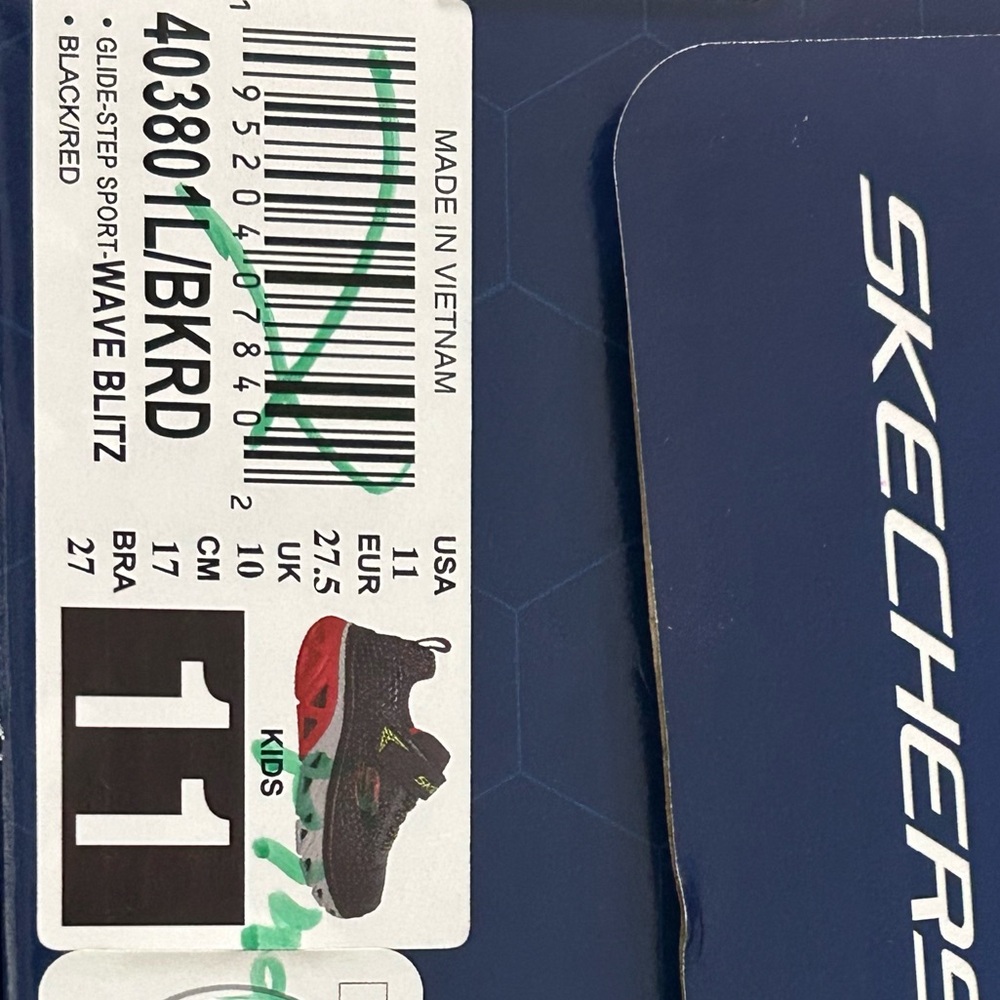 MADE IN VIETNAM
1 95204 07840 2
403801L/BKRD
• GLIDE-STEP SPORT-WAVE BLITZ
• BLACK/RED
USA
11
EUR
27.5
UK
10
CM
17
BRA
27
KIDS
11
SKECHERS